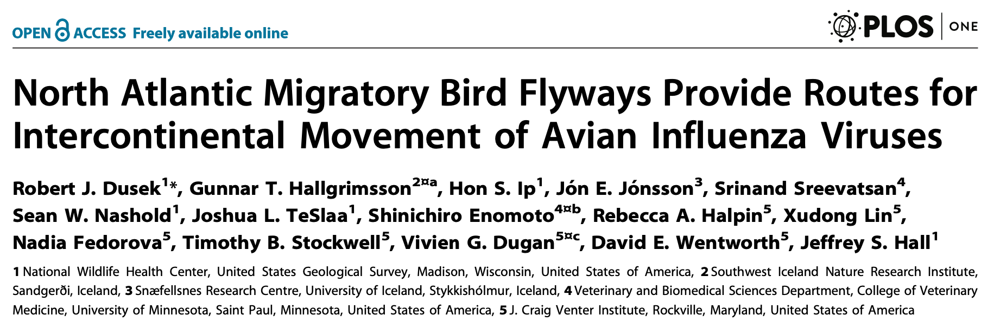 OPEN ACCESS Freely available online
PLOS | ONE
North Atlantic Migratory Bird Flyways Provide Routes for
Intercontinental Movement of Avian Influenza Viruses
Robert J. Dusek1*, Gunnar T. Hallgrimsson2¤a, Hon S. Ip1, Jón E. Jónsson3, Srinand Sreevatsan4,
Sean W. Nashold1, Joshua L. TeSlaa1, Shinichiro Enomoto4¤b, Rebecca A. Halpin5, Xudong Lin5,
Nadia Fedorova5, Timothy B. Stockwell5, Vivien G. Dugan5¤c, David E. Wentworth5, Jeffrey S. Hall1
1 National Wildlife Health Center, United States Geological Survey, Madison, Wisconsin, United States of America, 2 Southwest Iceland Nature Research Institute,
Sandgerði, Iceland, 3 Snæfellsnes Research Centre, University of Iceland, Stykkishólmur, Iceland, 4 Veterinary and Biomedical Sciences Department, College of Veterinary
Medicine, University of Minnesota, Saint Paul, Minnesota, United States of America, 5 J. Craig Venter Institute, Rockville, Maryland, United States of America